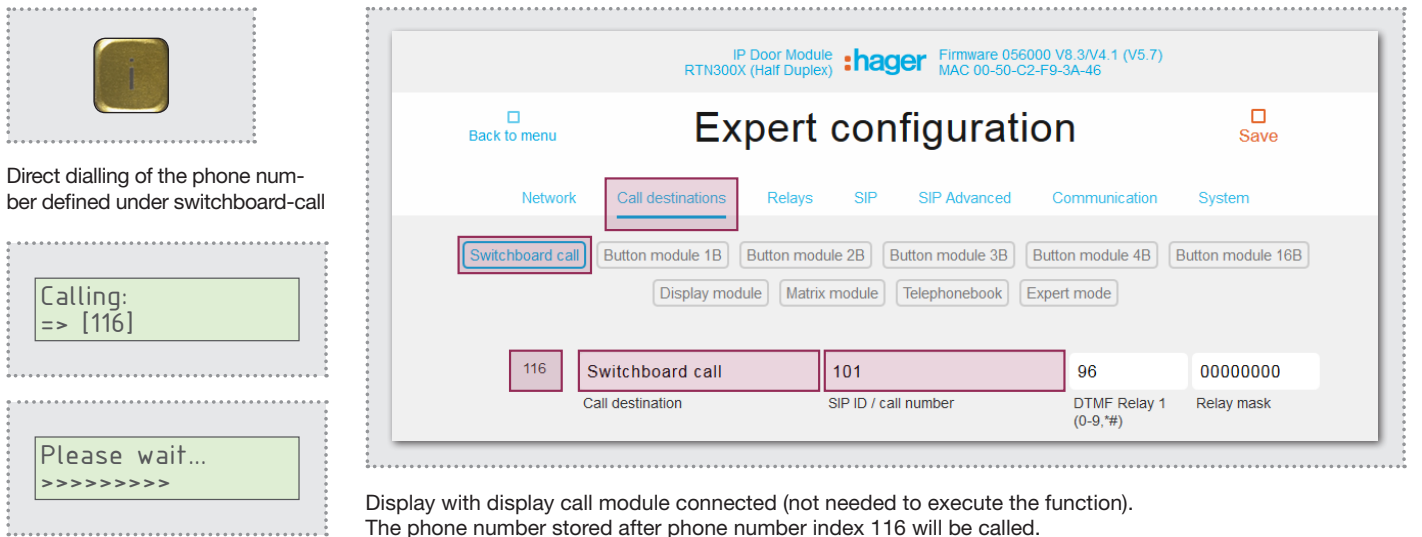 i
Direct dialling of the phone num-
ber defined under switchboard-call
Calling:
=> [116]
Please wait...
>>>>>>>>>
IP Door Module
RTN300X (Half Duplex)
:hager
Firmware 056000 V8.3/V4.1 (V5.7)
MAC 00-50-C2-F9-3A-46
Back to menu
Expert configuration
Save
Network Call destinations Relays SIP SIP Advanced Communication System
Switchboard call Button module 1B Button module 2B Button module 3B Button module 4B Button module 16B
Display module Matrix module Telephonebook Expert mode
116 Switchboard call 101 96 00000000
Call destination SIP ID / call number DTMF Relay 1 Relay mask
(0-9,*#)
Display with display call module connected (not needed to execute the function).
The phone number stored after phone number index 116 will be called.